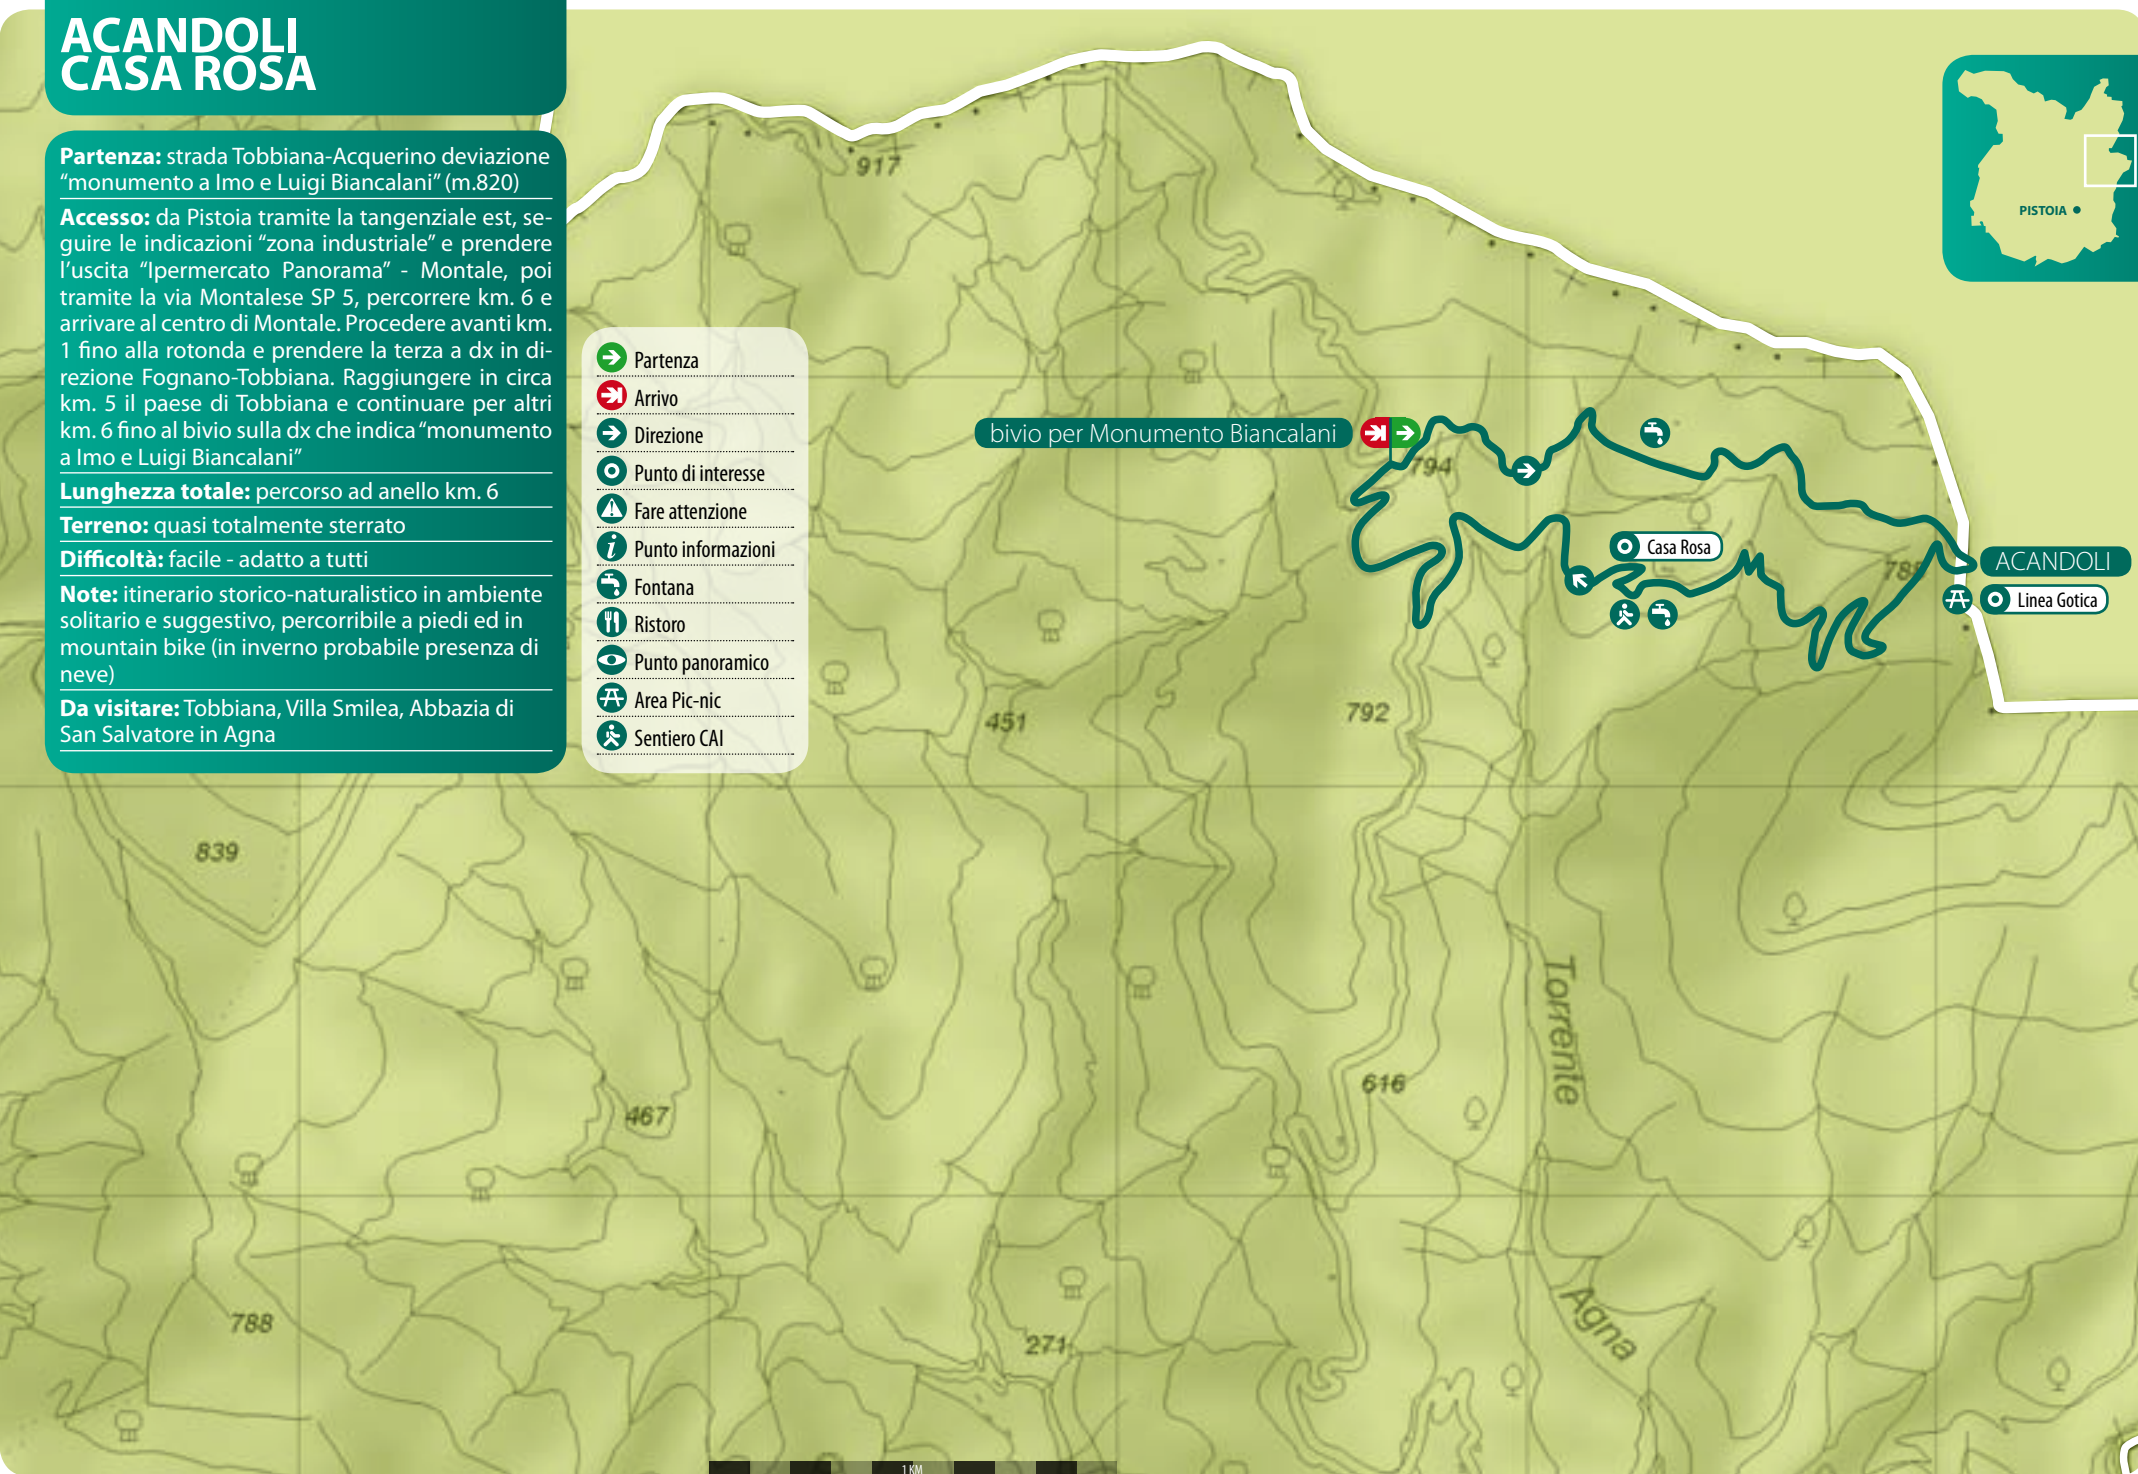 ACANDOLI
CASA ROSA
Partenza: strada Tobbiana-Acquerino deviazione
“monumento a Imo e Luigi Biancalani” (m.820)
Accesso: da Pistoia tramite la tangenziale est, se-
guire le indicazioni “zona industriale” e prendere
l’uscita “Ipermercato Panorama” - Montale, poi
tramite la via Montalese SP 5, percorrere km. 6 e
arrivare al centro di Montale. Procedere avanti km.
1 fino alla rotonda e prendere la terza a dx in di-
rezione Fognano-Tobbiana. Raggiungere in circa
km. 5 il paese di Tobbiana e continuare per altri
km. 6 fino al bivio sulla dx che indica “monumento
a Imo e Luigi Biancalani”
Lunghezza totale: percorso ad anello km. 6
Terreno: quasi totalmente sterrato
Difficoltà: facile - adatto a tutti
Note: itinerario storico-naturalistico in ambiente
solitario e suggestivo, percorribile a piedi ed in
mountain bike (in inverno probabile presenza di
neve)
Da visitare: Tobbiana, Villa Smilea, Abbazia di
San Salvatore in Agna
Partenza
Arrivo
Direzione
Punto di interesse
Fare attenzione
Punto informazioni
Fontana
Ristoro
Punto panoramico
Area Pic-nic
Sentiero CAI
PISTOIA
917
bivio per Monumento Biancalani
794
Casa Rosa
788
ACANDOLI
Linea Gotica
451
792
839
Torrente
616
467
Agna
788
271
1 KM